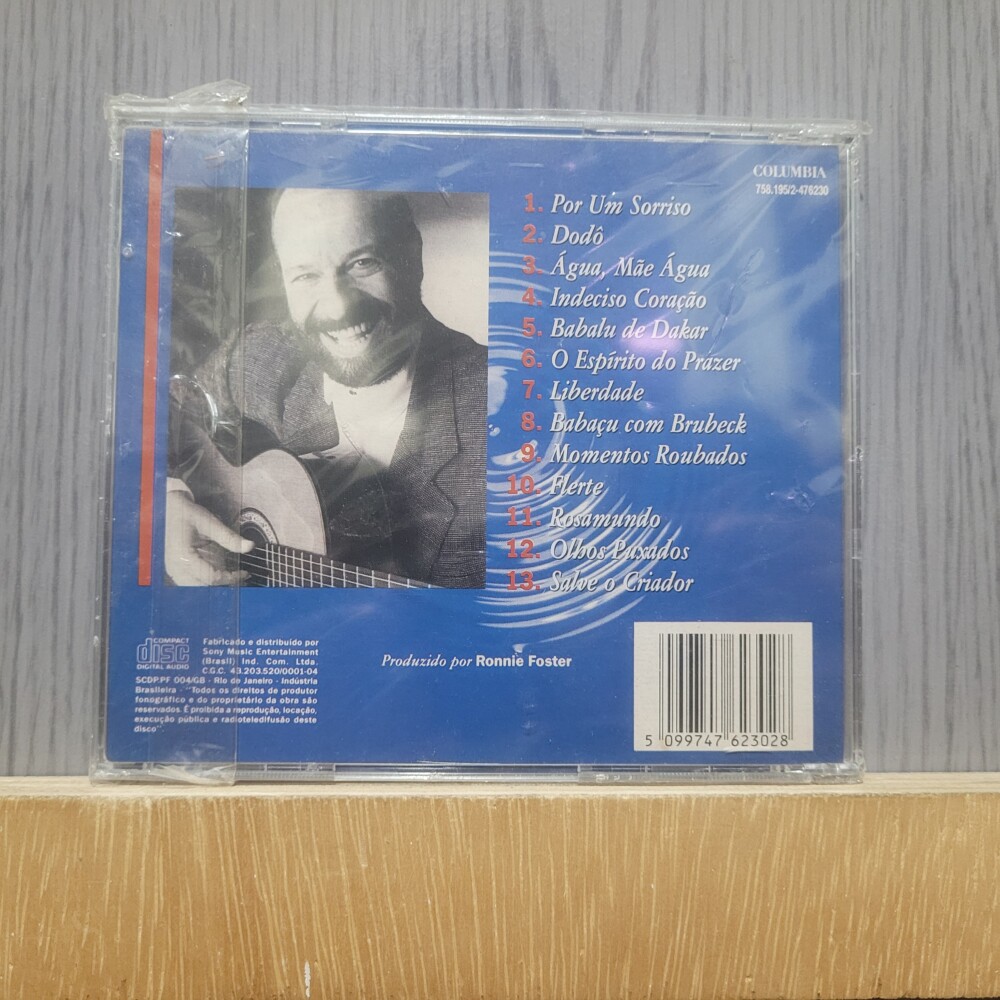 COLUMBIA
758.195/2-476230
1. Por Um Sorriso
2. Dodô
3. Água, Mãe Água
4. Indeciso Coração
5. Babalu de Dakar
6. O Espírito do Prazer
7. Liberdade
8. Babaçu com Brubeck
9. Momentos Roubados
10. Flerte
11. Rosamundo
12. Olhos Puxados
13. Salve o Criador
COMPACT
disc
DIGITAL AUDIO
Fabricado e distribuido por
Sony Music Entertainment
(Brasil) Ind. Com. Ltda.
C.G.C. 43.203.520/0001-04
SCDP.PF 004/GB - Rio de Janeiro - Indústria
Brasileira - "Todos os direitos de produtor
fonográfico e do proprietário da obra são
reservados. É proibida a reprodução, locação,
execução pública e radioteledifusão deste
disco".
Produzido por Ronnie Foster
5 099747 623028